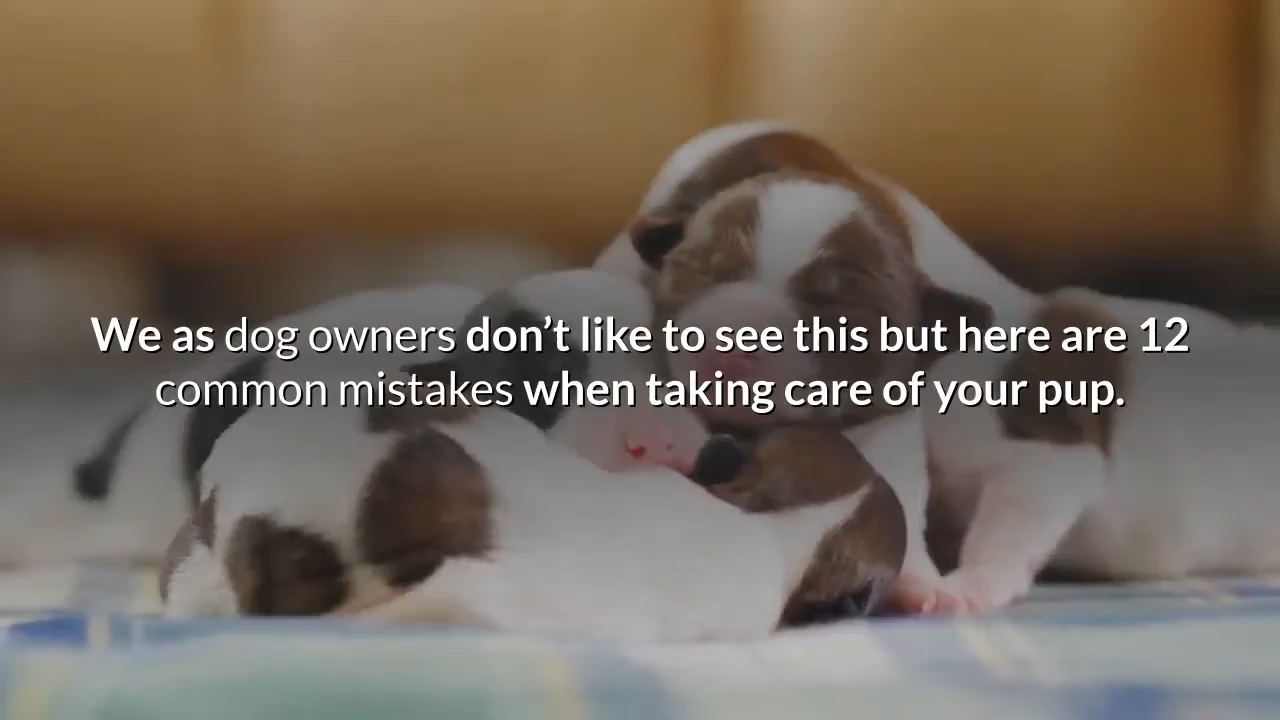 We as dog owners don’t like to see this but here are 12
common mistakes when taking care of your pup.